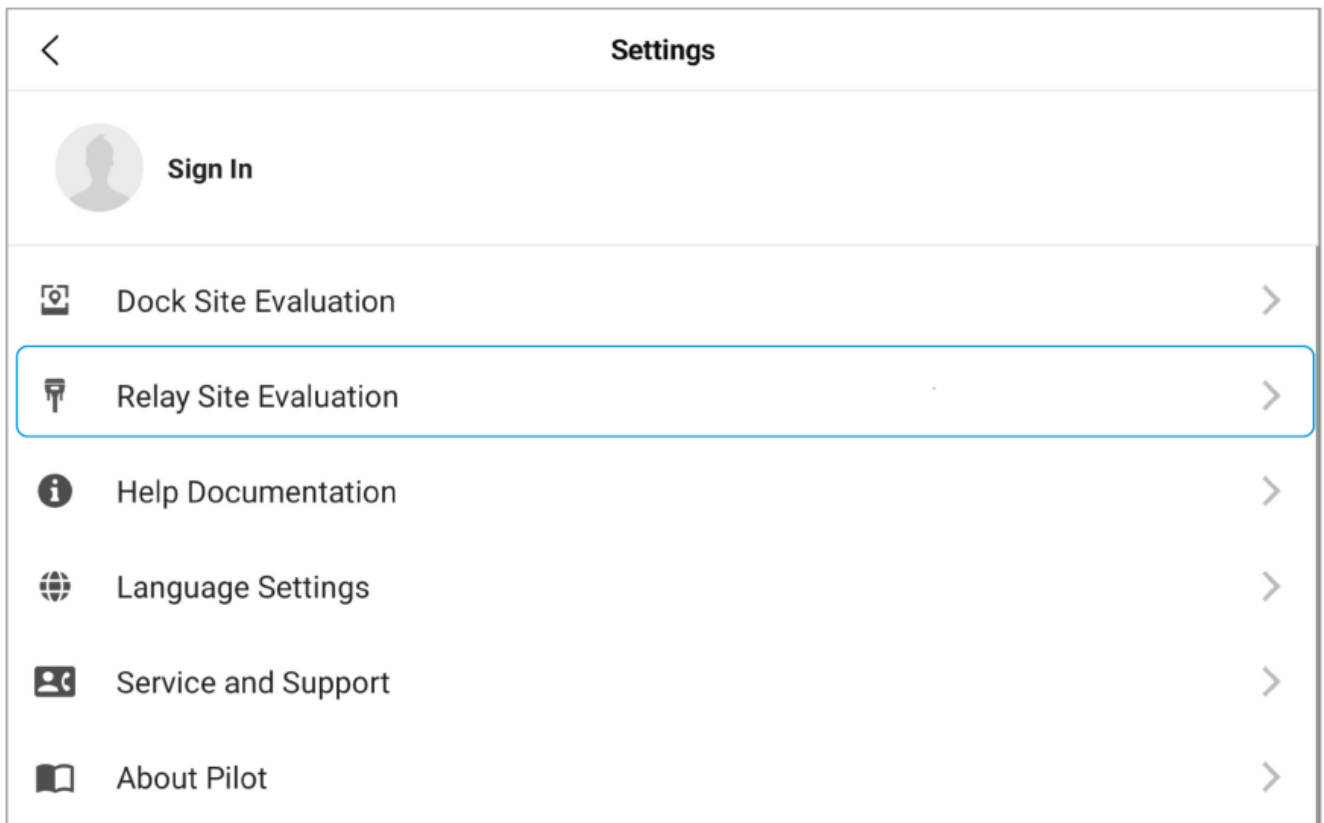 Settings
Sign In
Dock Site Evaluation
Relay Site Evaluation
Help Documentation
Language Settings
Service and Support
About Pilot